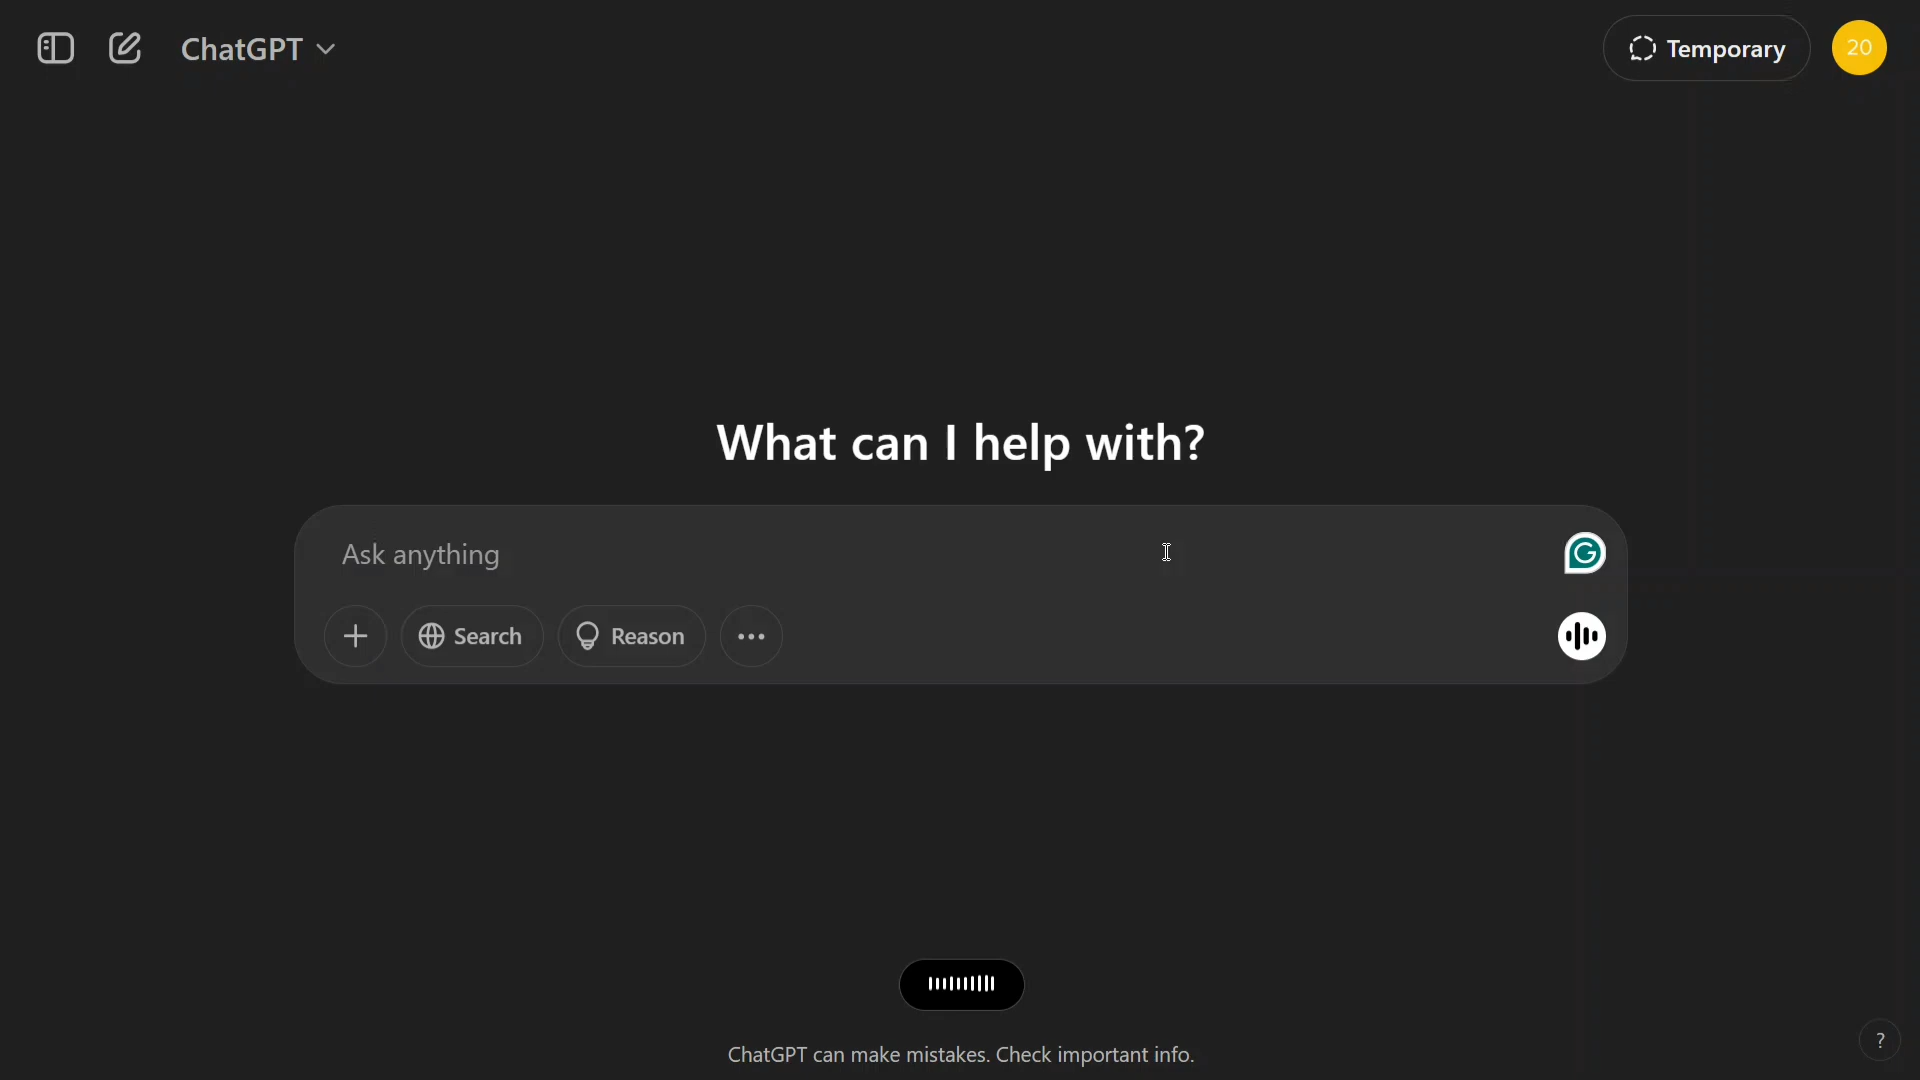 ChatGPT
Temporary
20
What can I help with?
Ask anything
Search
Reason
ChatGPT can make mistakes. Check important info.
?